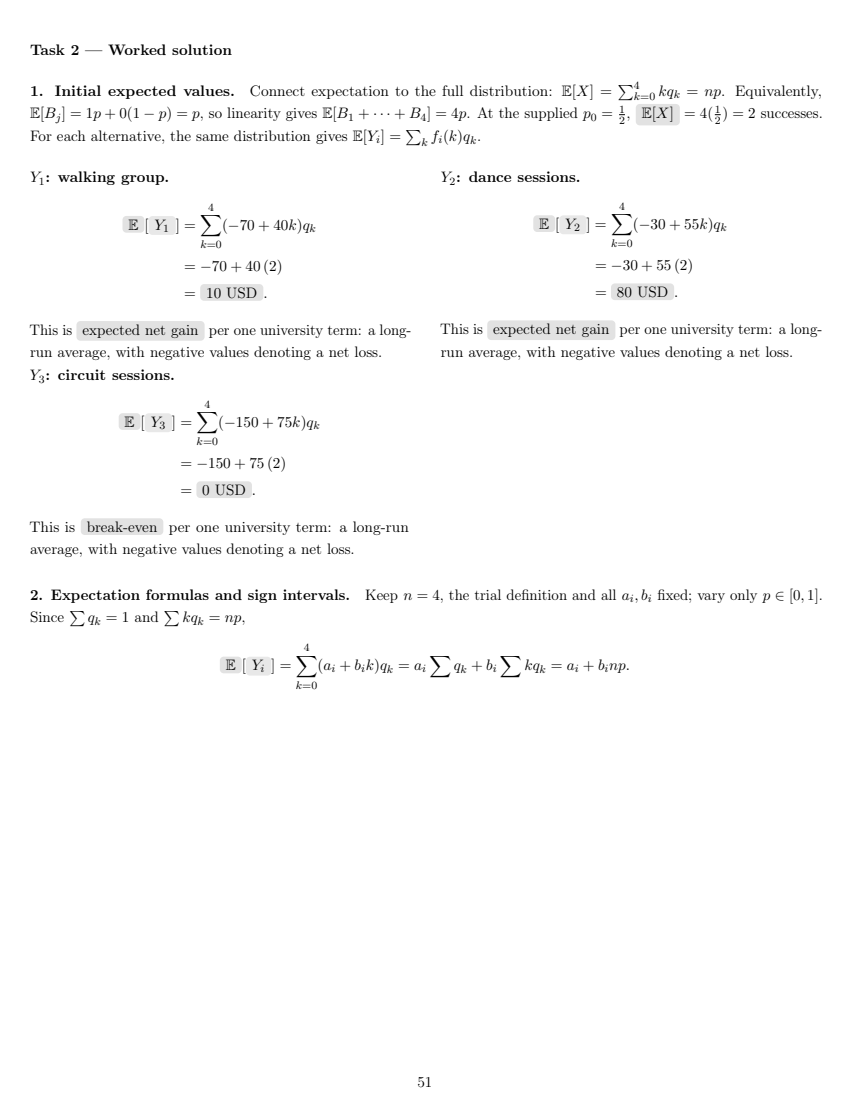 Task 2 — Worked solution
1. Initial expected values. Connect expectation to the full distribution: 𝔼[X] = ∑_{k=0}^{4} kq_k = np. Equivalently,
𝔼[B_j] = 1p + 0(1 − p) = p, so linearity gives 𝔼[B_1 + ⋯ + B_4] = 4p. At the supplied p_0 = 1/2, 𝔼[X] = 4(1/2) = 2 successes.
For each alternative, the same distribution gives 𝔼[Y_i] = ∑_k f_i(k)q_k.
Y_1: walking group.
𝔼 [ Y_1 ] = ∑_{k=0}^{4} (−70 + 40k)q_k
= −70 + 40 (2)
= 10 USD .
This is expected net gain per one university term: a long-
run average, with negative values denoting a net loss.
Y_2: dance sessions.
𝔼 [ Y_2 ] = ∑_{k=0}^{4} (−30 + 55k)q_k
= −30 + 55 (2)
= 80 USD .
This is expected net gain per one university term: a long-
run average, with negative values denoting a net loss.
Y_3: circuit sessions.
𝔼 [ Y_3 ] = ∑_{k=0}^{4} (−150 + 75k)q_k
= −150 + 75 (2)
= 0 USD .
This is break-even per one university term: a long-run
average, with negative values denoting a net loss.
2. Expectation formulas and sign intervals. Keep n = 4, the trial definition and all a_i, b_i fixed; vary only p ∈ [0, 1].
Since ∑ q_k = 1 and ∑ kq_k = np,
𝔼 [ Y_i ] = ∑_{k=0}^{4} (a_i + b_i k)q_k = a_i ∑ q_k + b_i ∑ kq_k = a_i + b_i np.
51